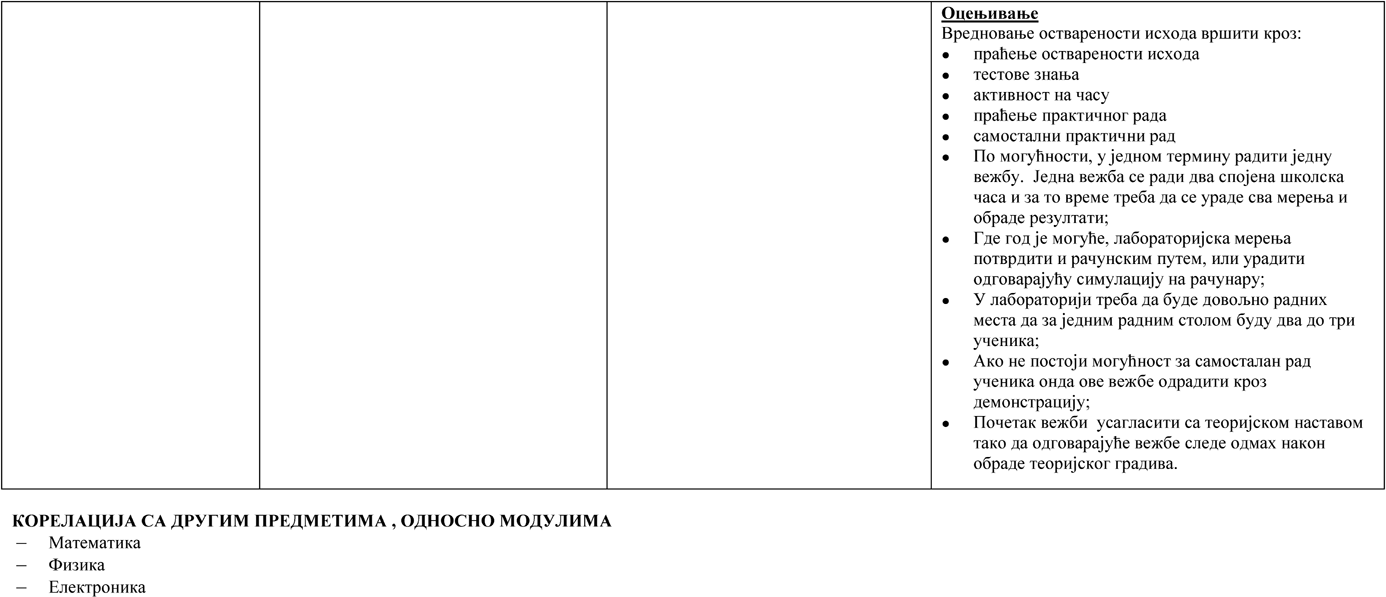 Оцењивање
Вредновање остварености исхода вршити кроз:
• праћење остварености исхода
• тестове знања
• активност на часу
• праћење практичног рада
• самостални практични рад
• По могућности, у једном термину радити једну
вежбу.  Једна вежба се ради два спојена школска
часа и за то време треба да се ураде сва мерења и
обраде резултати;
• Где год је могуће, лабораторијска мерења
потврдити и рачунским путем, или урадити
одговарајућу симулацију на рачунару;
• У лабораторији треба да буде довољно радних
места да за једним радним столом буду два до три
ученика;
• Ако не постоји могућност за самосталан рад
ученика онда ове вежбе одрадити кроз
демонстрацију;
• Почетак вежби  усагласити са теоријском наставом
тако да одговарајуће вежбе следе одмах након
обраде теоријског градива.
КОРЕЛАЦИЈА СА ДРУГИМ ПРЕДМЕТИМА , ОДНОСНО МОДУЛИМА
– Математика
– Физика
– Електроника